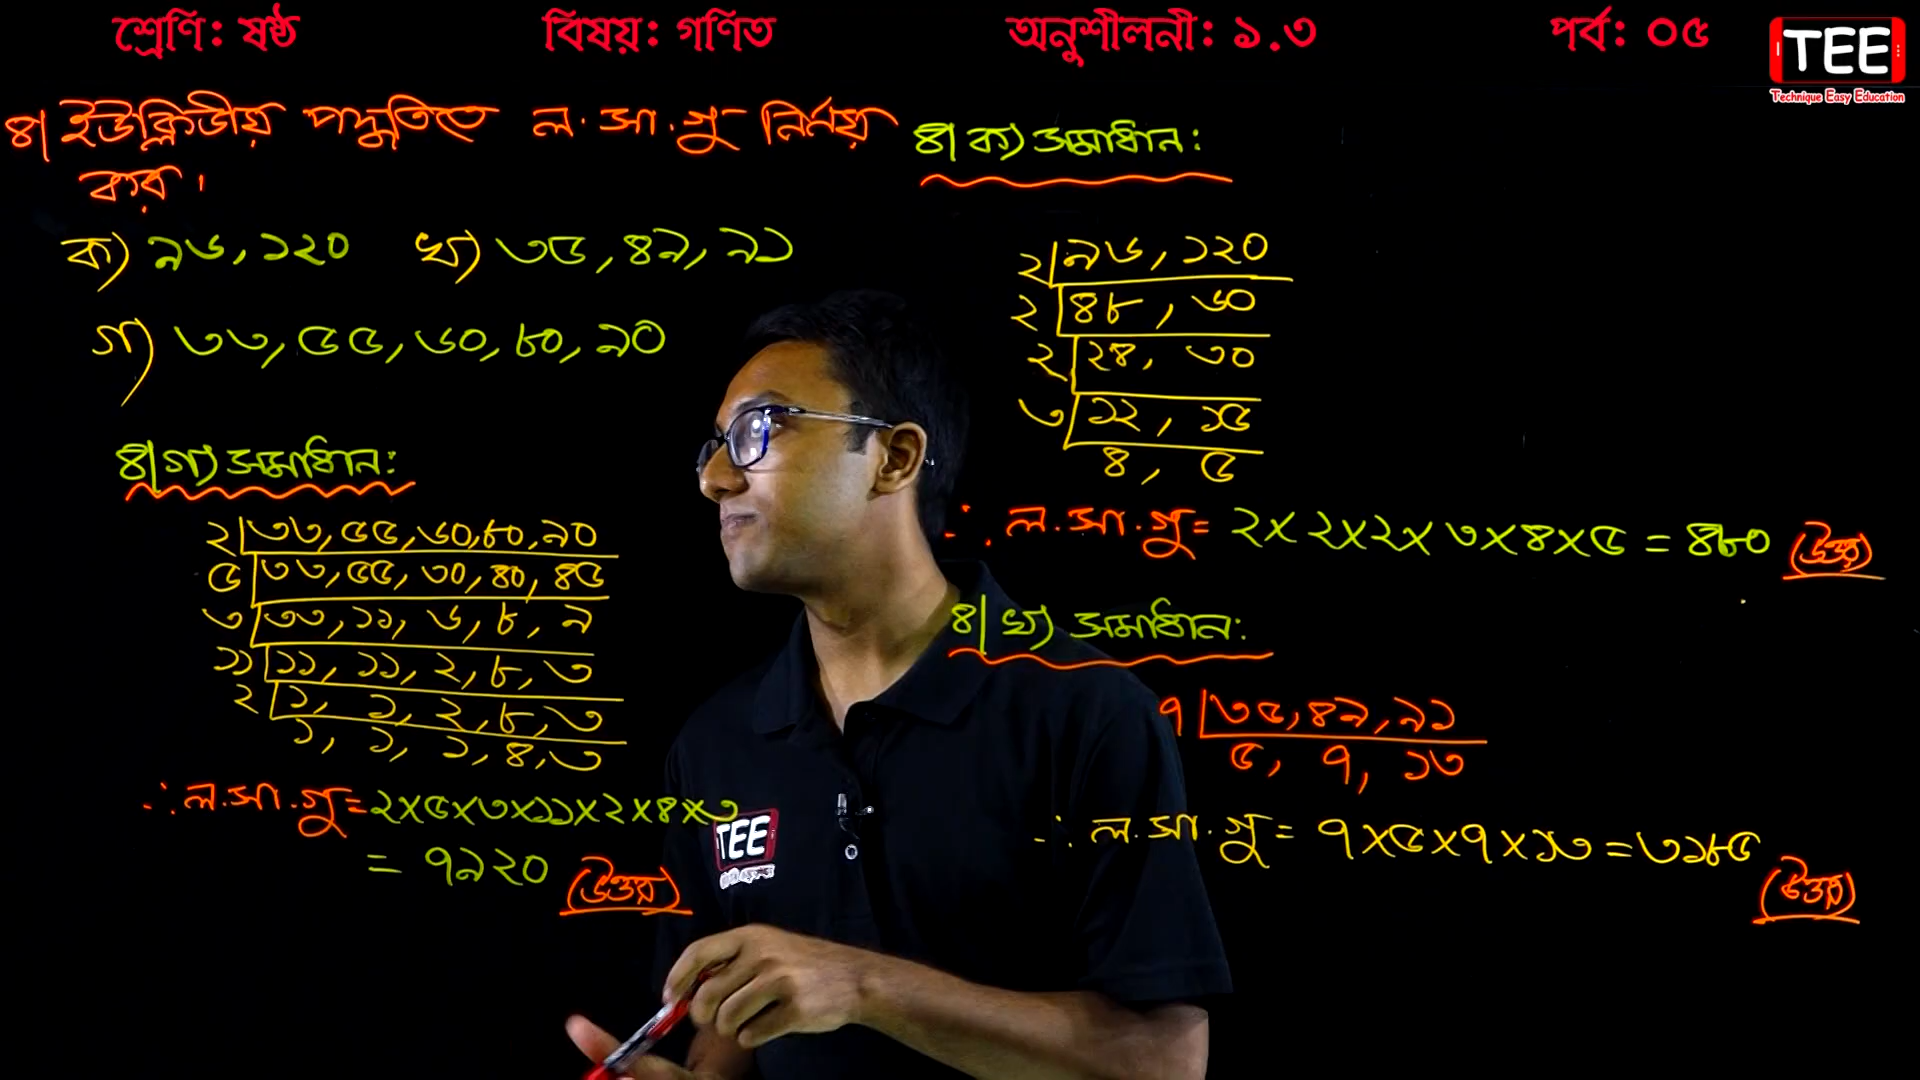 শ্রেণি: ষষ্ঠ বিষয়: গণিত অনুশীলনী: ১.৩ পর্ব: ০৫
TEE
Technique Easy Education
৪| ইউক্লিডীয় পদ্ধতিতে ল.সা.গু নির্ণয়
কর।
ক) ৯৬, ১২০ খ) ৩৫, ৪৯, ৯১
গ) ৩৩, ৫৫, ৬০, ৮০, ৯০
৪|গ) সমাধান:
২|৩৩, ৫৫, ৬০, ৮০, ৯০
৫|৩৩, ৫৫, ৩০, ৪০, ৪৫
৩|৩৩, ১১, ৬, ৮, ৯
১১|১১, ১১, ২, ৮, ৩
২|১, ১, ২, ৮, ৩
১, ১, ১, ৪, ৩
∴ ল.সা.গু = ২×৫×৩×১১×২×৪×৩
= ৭৯২০ (উত্তর)
৪|ক) সমাধান:
২|৯৬, ১২০
২|৪৮, ৬০
২|২৪, ৩০
৩|১২, ১৫
৪, ৫
∴ ল.সা.গু = ২×২×২×৩×৪×৫ = ৪৮০ (উত্তর)
৪|খ) সমাধান:
৭|৩৫, ৪৯, ৯১
৫, ৭, ১৩
∴ ল.সা.গু = ৭×৫×৭×১৩ = ৩১৮৫
(উত্তর)
TEE